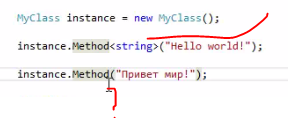 MyClass instance = new MyClass();
instance.Method<string>("Hello world!");
instance.Method("Привет мир!");